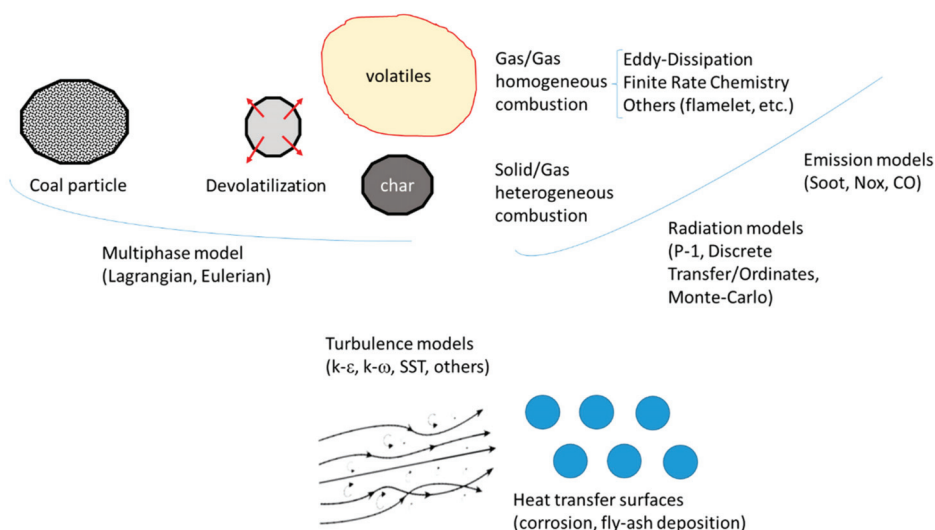 volatiles
Gas/Gas
homogeneous
combustion
Eddy-Dissipation
Finite Rate Chemistry
Others (flamelet, etc.)
Coal particle
Devolatilization
char
Solid/Gas
heterogeneous
combustion
Emission models
(Soot, Nox, CO)
Multiphase model
(Lagrangian, Eulerian)
Radiation models
(P-1, Discrete
Transfer/Ordinates,
Monte-Carlo)
Turbulence models
(k-ε, k-ω, SST, others)
Heat transfer surfaces
(corrosion, fly-ash deposition)